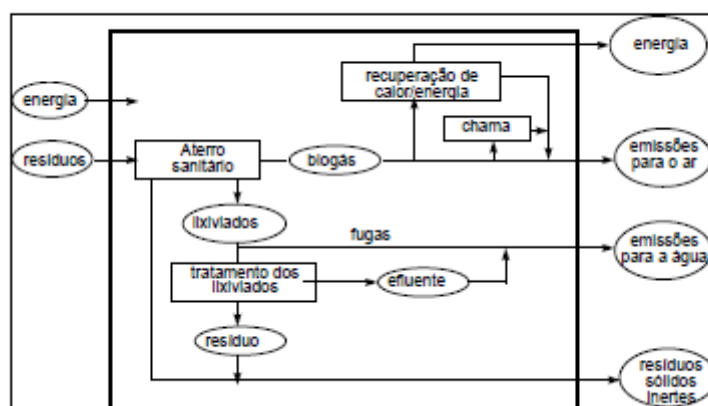 energia
recuperação de
calor/energia
energia
chama
resíduos
Aterro
sanitário
biogás
emissões
para o ar
lixiviados
fugas
emissões
para a água
tratamento dos
lixiviados
efluente
resíduo
resíduos
sólidos
inertes